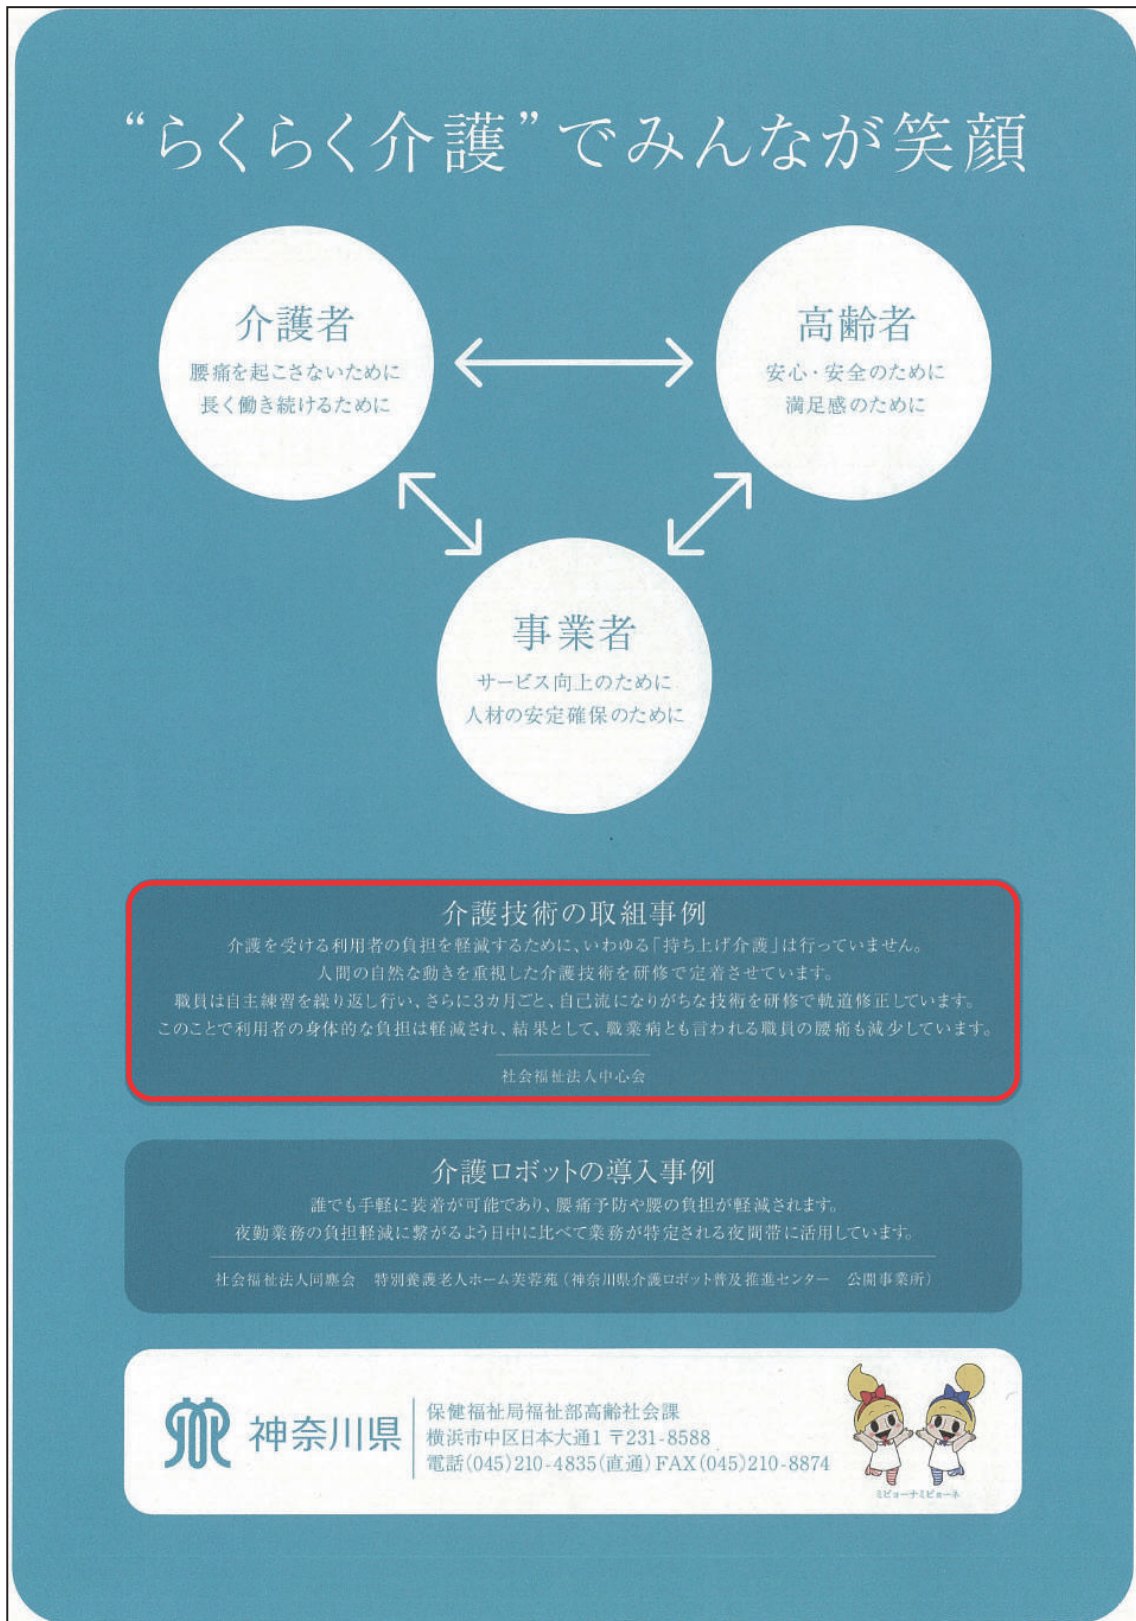 “らくらく介護”でみんなが笑顔
介護者
腰痛を起こさないために
長く働き続けるために
高齢者
安心・安全のために
満足感のために
事業者
サービス向上のために
人材の安定確保のために
介護技術の取組事例
介護を受ける利用者の負担を軽減するために、いわゆる「持ち上げ介護」は行っていません。
人間の自然な動きを重視した介護技術を研修で定着させています。
職員は自主練習を繰り返し行い、さらに3カ月ごと、自己流になりがちな技術を研修で軌道修正しています。
このことで利用者の身体的な負担は軽減され、結果として、職業病とも言われる職員の腰痛も減少しています。
社会福祉法人中心会
介護ロボットの導入事例
誰でも手軽に装着が可能であり、腰痛予防や腰の負担が軽減されます。
夜勤業務の負担軽減に繋がるよう日中に比べて業務が特定される夜間帯に活用しています。
社会福祉法人同塵会　特別養護老人ホーム芙蓉苑（神奈川県介護ロボット普及推進センター　公開事業所）
神奈川県
保健福祉局福祉部高齢社会課
横浜市中区日本大通1 〒231-8588
電話(045)210-4835(直通) FAX(045)210-8874
ミビョーナミビョーネ